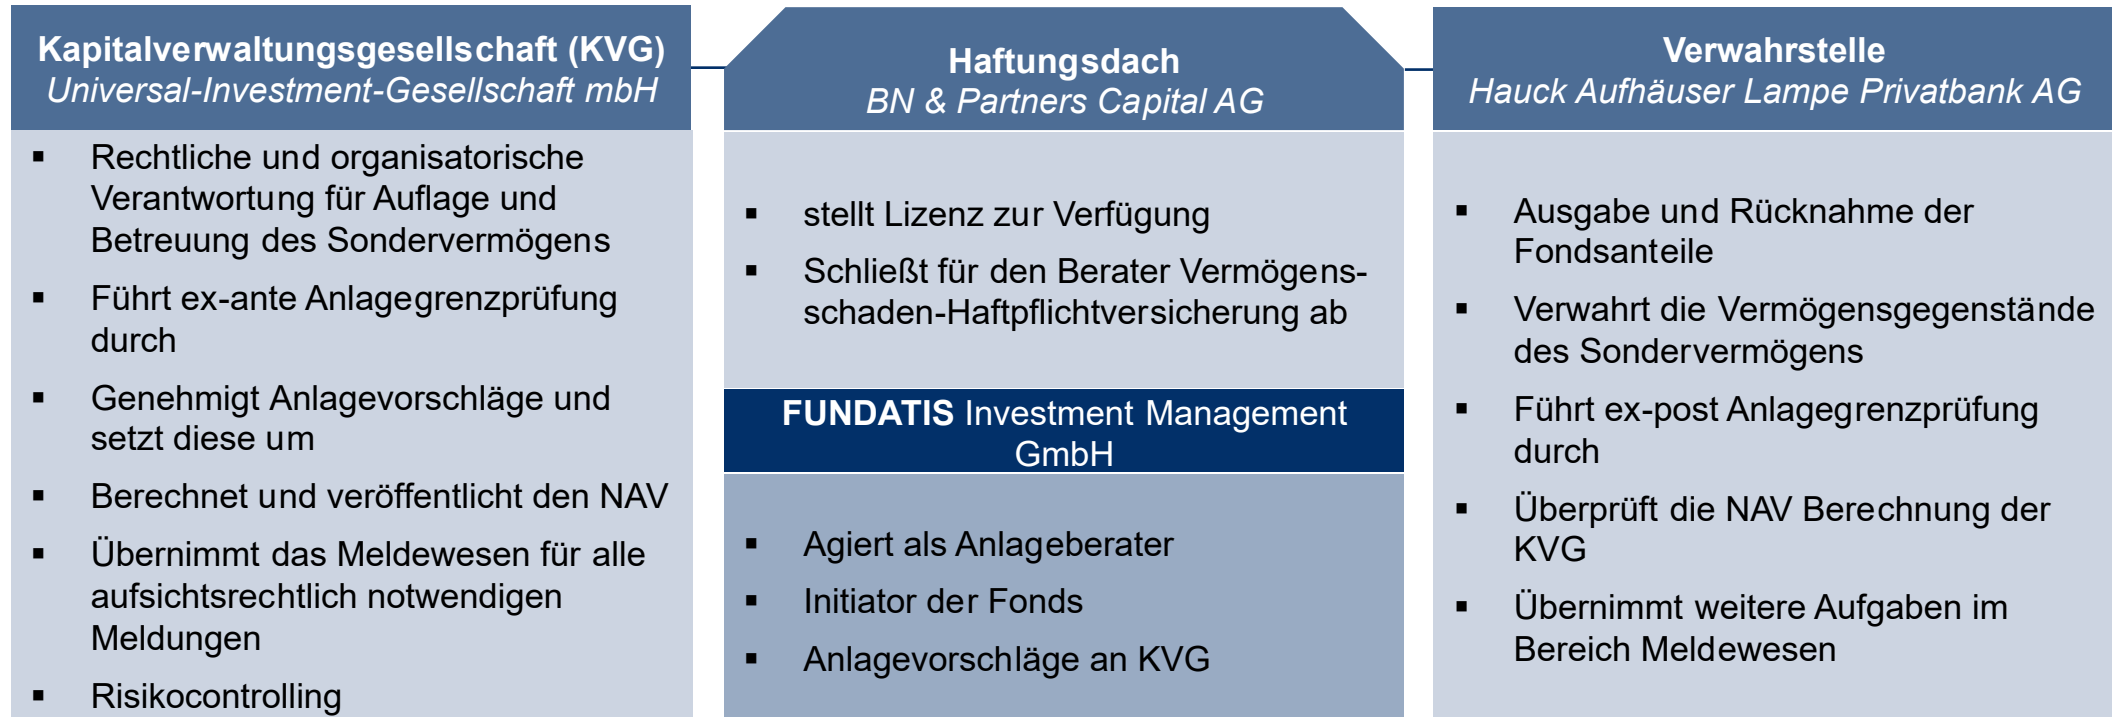 Kapitalverwaltungsgesellschaft (KVG)
Universal-Investment-Gesellschaft mbH
▪ Rechtliche und organisatorische
Verantwortung für Auflage und
Betreuung des Sondervermögens
▪ Führt ex-ante Anlagegrenzprüfung
durch
▪ Genehmigt Anlagevorschläge und
setzt diese um
▪ Berechnet und veröffentlicht den NAV
▪ Übernimmt das Meldewesen für alle
aufsichtsrechtlich notwendigen
Meldungen
▪ Risikocontrolling
Haftungsdach
BN & Partners Capital AG
▪ stellt Lizenz zur Verfügung
▪ Schließt für den Berater Vermögens-
schaden-Haftpflichtversicherung ab
FUNDATIS Investment Management
GmbH
▪ Agiert als Anlageberater
▪ Initiator der Fonds
▪ Anlagevorschläge an KVG
Verwahrstelle
Hauck Aufhäuser Lampe Privatbank AG
▪ Ausgabe und Rücknahme der
Fondsanteile
▪ Verwahrt die Vermögensgegenstände
des Sondervermögens
▪ Führt ex-post Anlagegrenzprüfung
durch
▪ Überprüft die NAV Berechnung der
KVG
▪ Übernimmt weitere Aufgaben im
Bereich Meldewesen